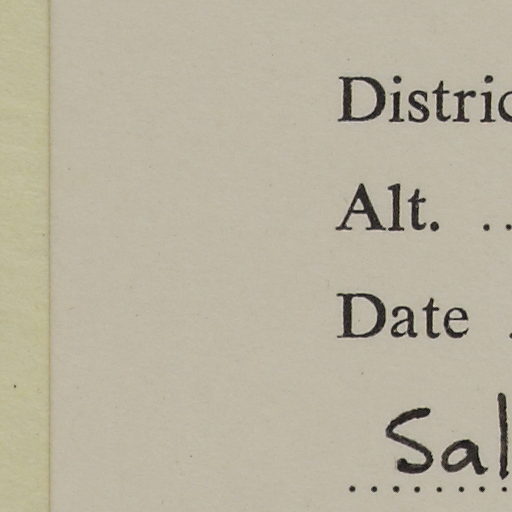 Distric
Alt. ..
Date .
Sal